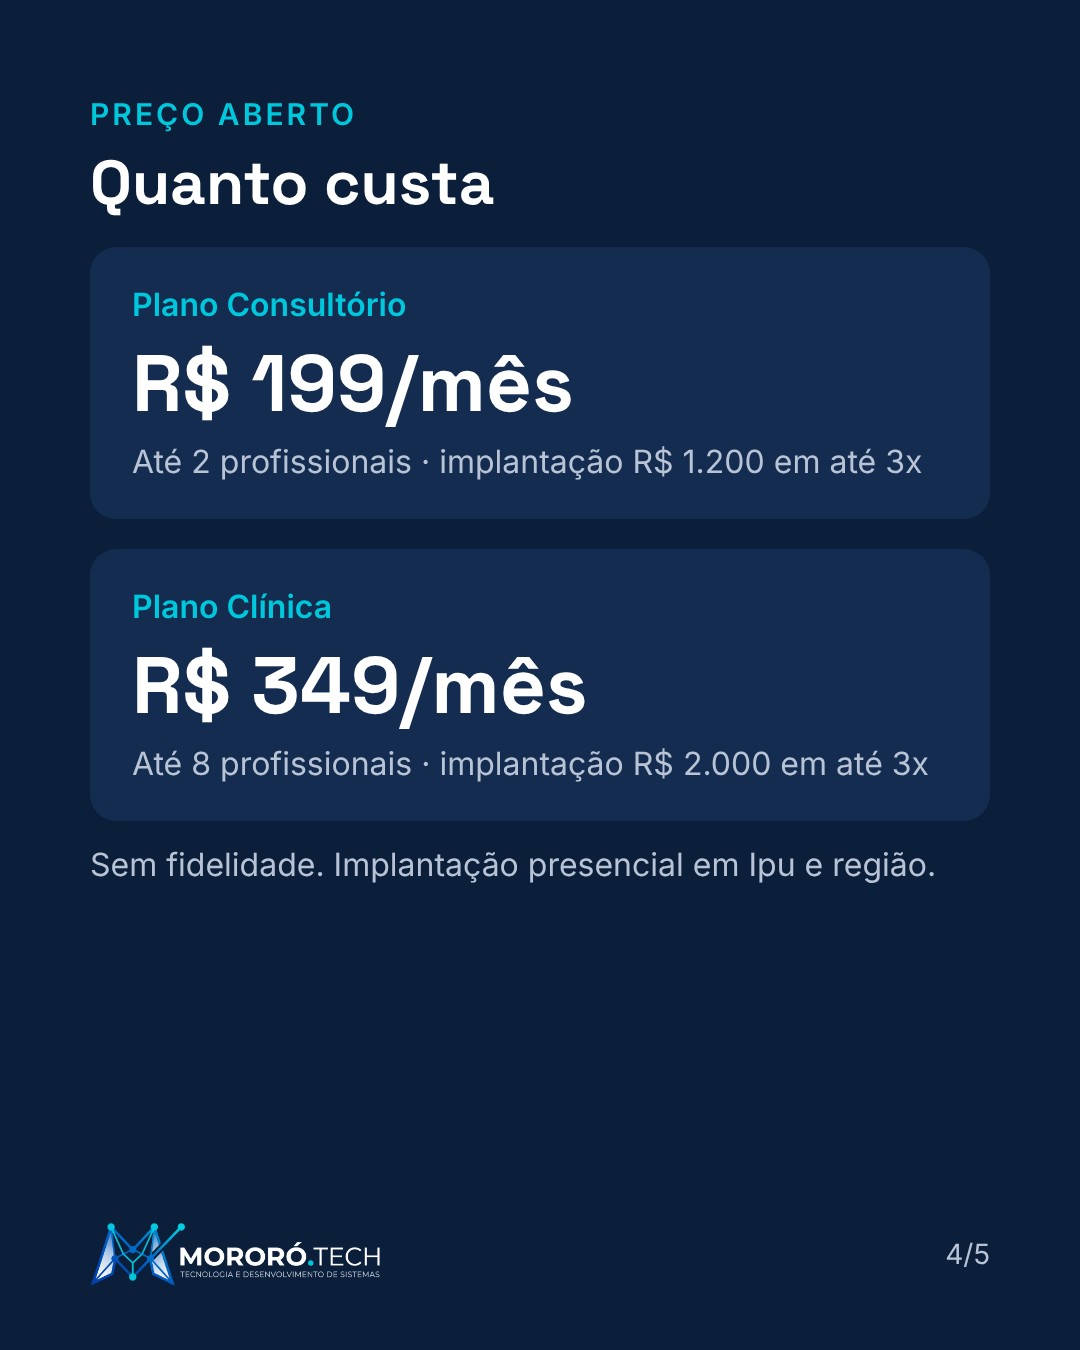 PREÇO ABERTO
Quanto custa
Plano Consultório
R$ 199/mês
Até 2 profissionais · implantação R$ 1.200 em até 3x
Plano Clínica
R$ 349/mês
Até 8 profissionais · implantação R$ 2.000 em até 3x
Sem fidelidade. Implantação presencial em Ipu e região.
MORORÓ.TECH
TECNOLOGIA E DESENVOLVIMENTO DE SISTEMAS
4/5